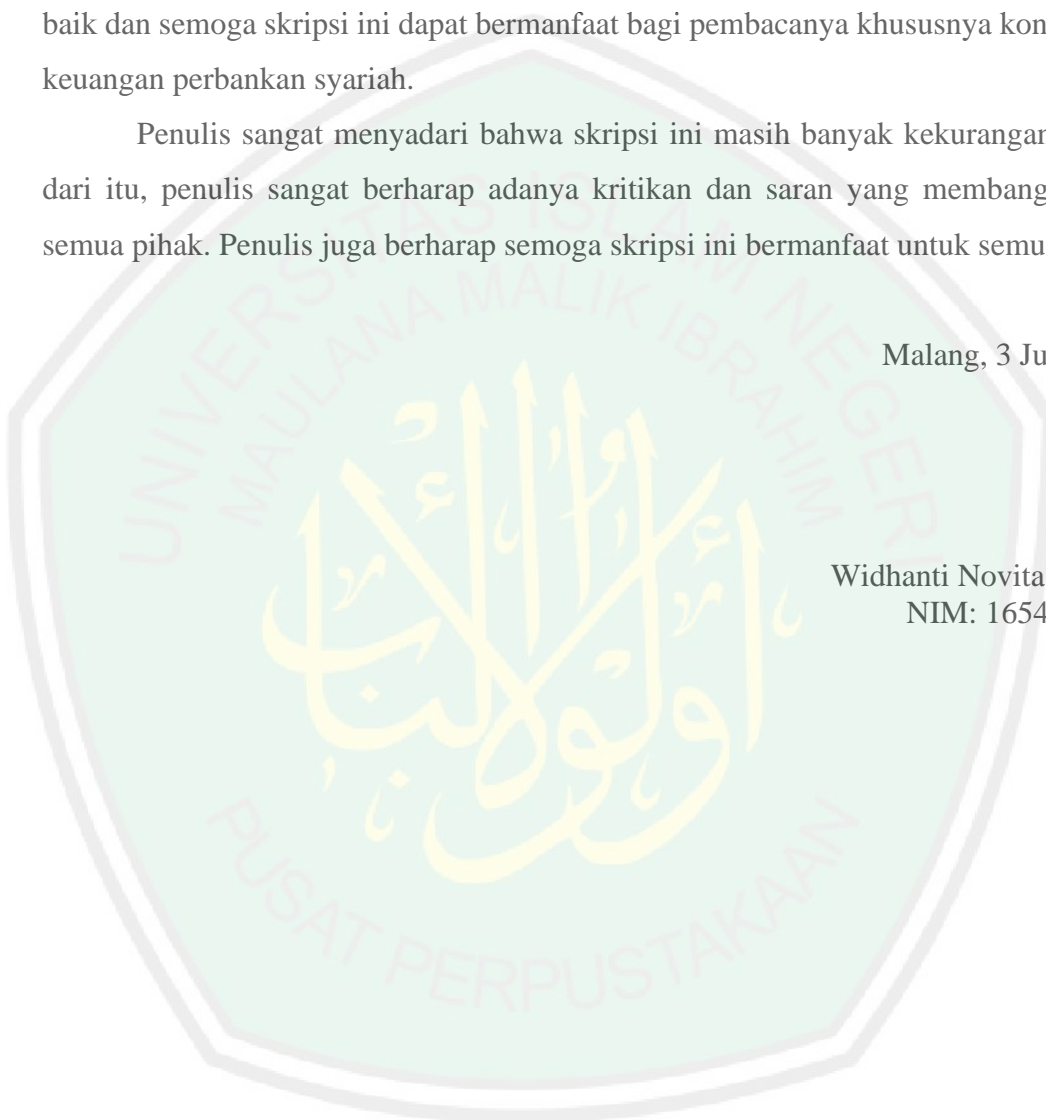 baik dan semoga skripsi ini dapat bermanfaat bagi pembacanya khususnya kon
keuangan perbankan syariah.
Penulis sangat menyadari bahwa skripsi ini masih banyak kekurangan
dari itu, penulis sangat berharap adanya kritikan dan saran yang membang
semua pihak. Penulis juga berharap semoga skripsi ini bermanfaat untuk semu
Malang, 3 Ju
Widhanti Novita
NIM: 1654
UNIVERSITAS ISLAM NEGERI
MAULANA MALIK IBRAHIM
PUSAT PERPUSTAKAAN